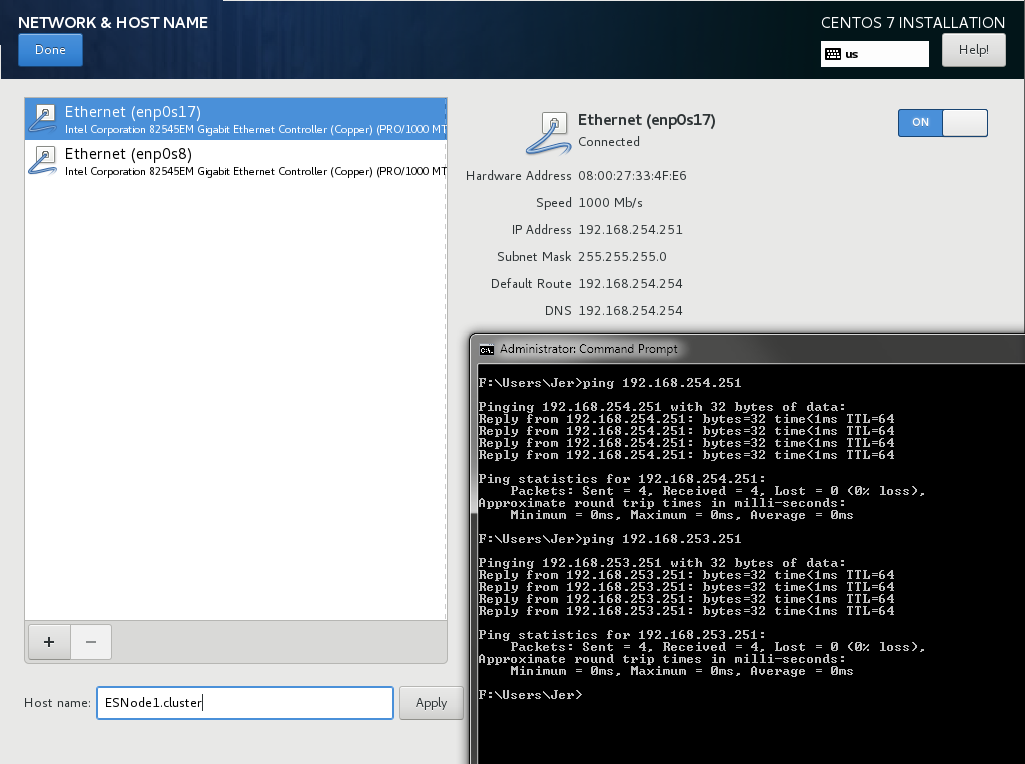 NETWORK & HOST NAME
CENTOS 7 INSTALLATION
Done
us
Help!
Ethernet (enp0s17)
Intel Corporation 82545EM Gigabit Ethernet Controller (Copper) (PRO/1000 MT
Ethernet (enp0s8)
Intel Corporation 82545EM Gigabit Ethernet Controller (Copper) (PRO/1000 MT
Ethernet (enp0s17)
Connected
ON
Hardware Address 08:00:27:33:4F:E6
Speed 1000 Mb/s
IP Address 192.168.254.251
Subnet Mask 255.255.255.0
Default Route 192.168.254.254
DNS 192.168.254.254
+ −
Host name: ESNode1.cluster Apply
C:\. Administrator: Command Prompt
F:\Users\Jer>ping 192.168.254.251
Pinging 192.168.254.251 with 32 bytes of data:
Reply from 192.168.254.251: bytes=32 time<1ms TTL=64
Reply from 192.168.254.251: bytes=32 time<1ms TTL=64
Reply from 192.168.254.251: bytes=32 time<1ms TTL=64
Reply from 192.168.254.251: bytes=32 time<1ms TTL=64
Ping statistics for 192.168.254.251:
Packets: Sent = 4, Received = 4, Lost = 0 (0% loss),
Approximate round trip times in milli-seconds:
Minimum = 0ms, Maximum = 0ms, Average = 0ms
F:\Users\Jer>ping 192.168.253.251
Pinging 192.168.253.251 with 32 bytes of data:
Reply from 192.168.253.251: bytes=32 time<1ms TTL=64
Reply from 192.168.253.251: bytes=32 time<1ms TTL=64
Reply from 192.168.253.251: bytes=32 time<1ms TTL=64
Reply from 192.168.253.251: bytes=32 time<1ms TTL=64
Ping statistics for 192.168.253.251:
Packets: Sent = 4, Received = 4, Lost = 0 (0% loss),
Approximate round trip times in milli-seconds:
Minimum = 0ms, Maximum = 0ms, Average = 0ms
F:\Users\Jer>